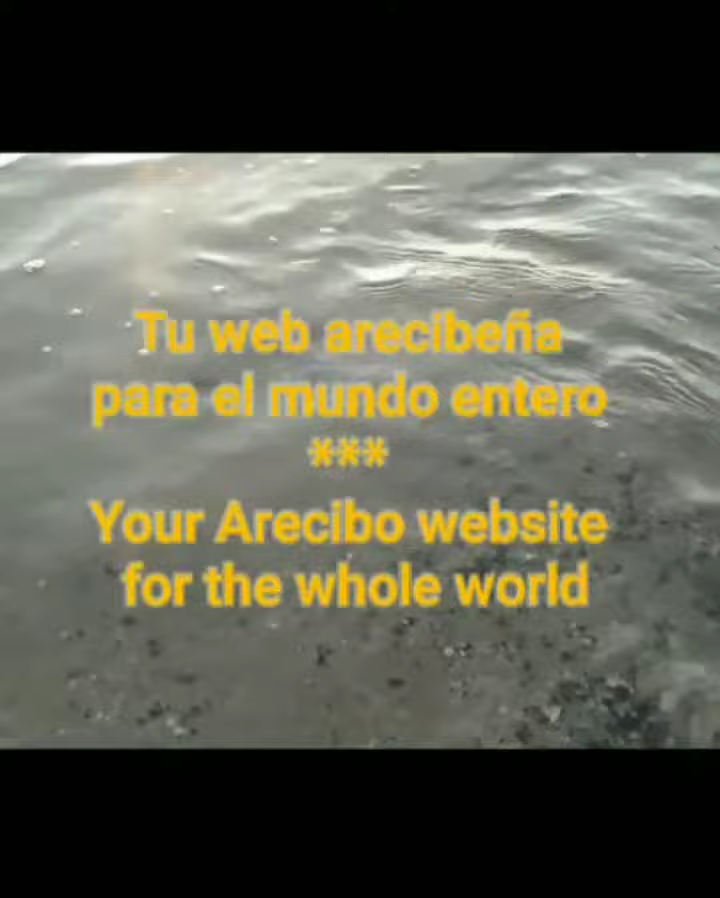 Tu web arecibeña
para el mundo entero
***
Your Arecibo website
for the whole world